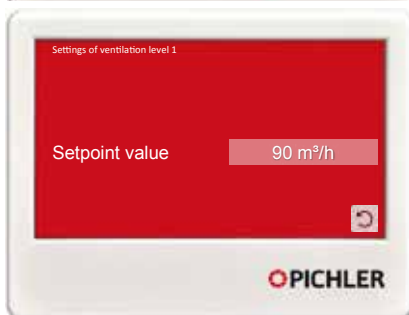 Settings of ventilation level 1
Setpoint value 90 m³/h
PICHLER